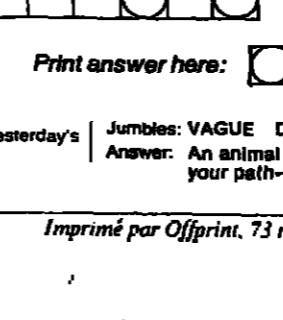 Print answer here:
Yesterday's
Jumbles: VAGUE D
Answer: An animal
your path–
Imprimé par Offprint, 73 r